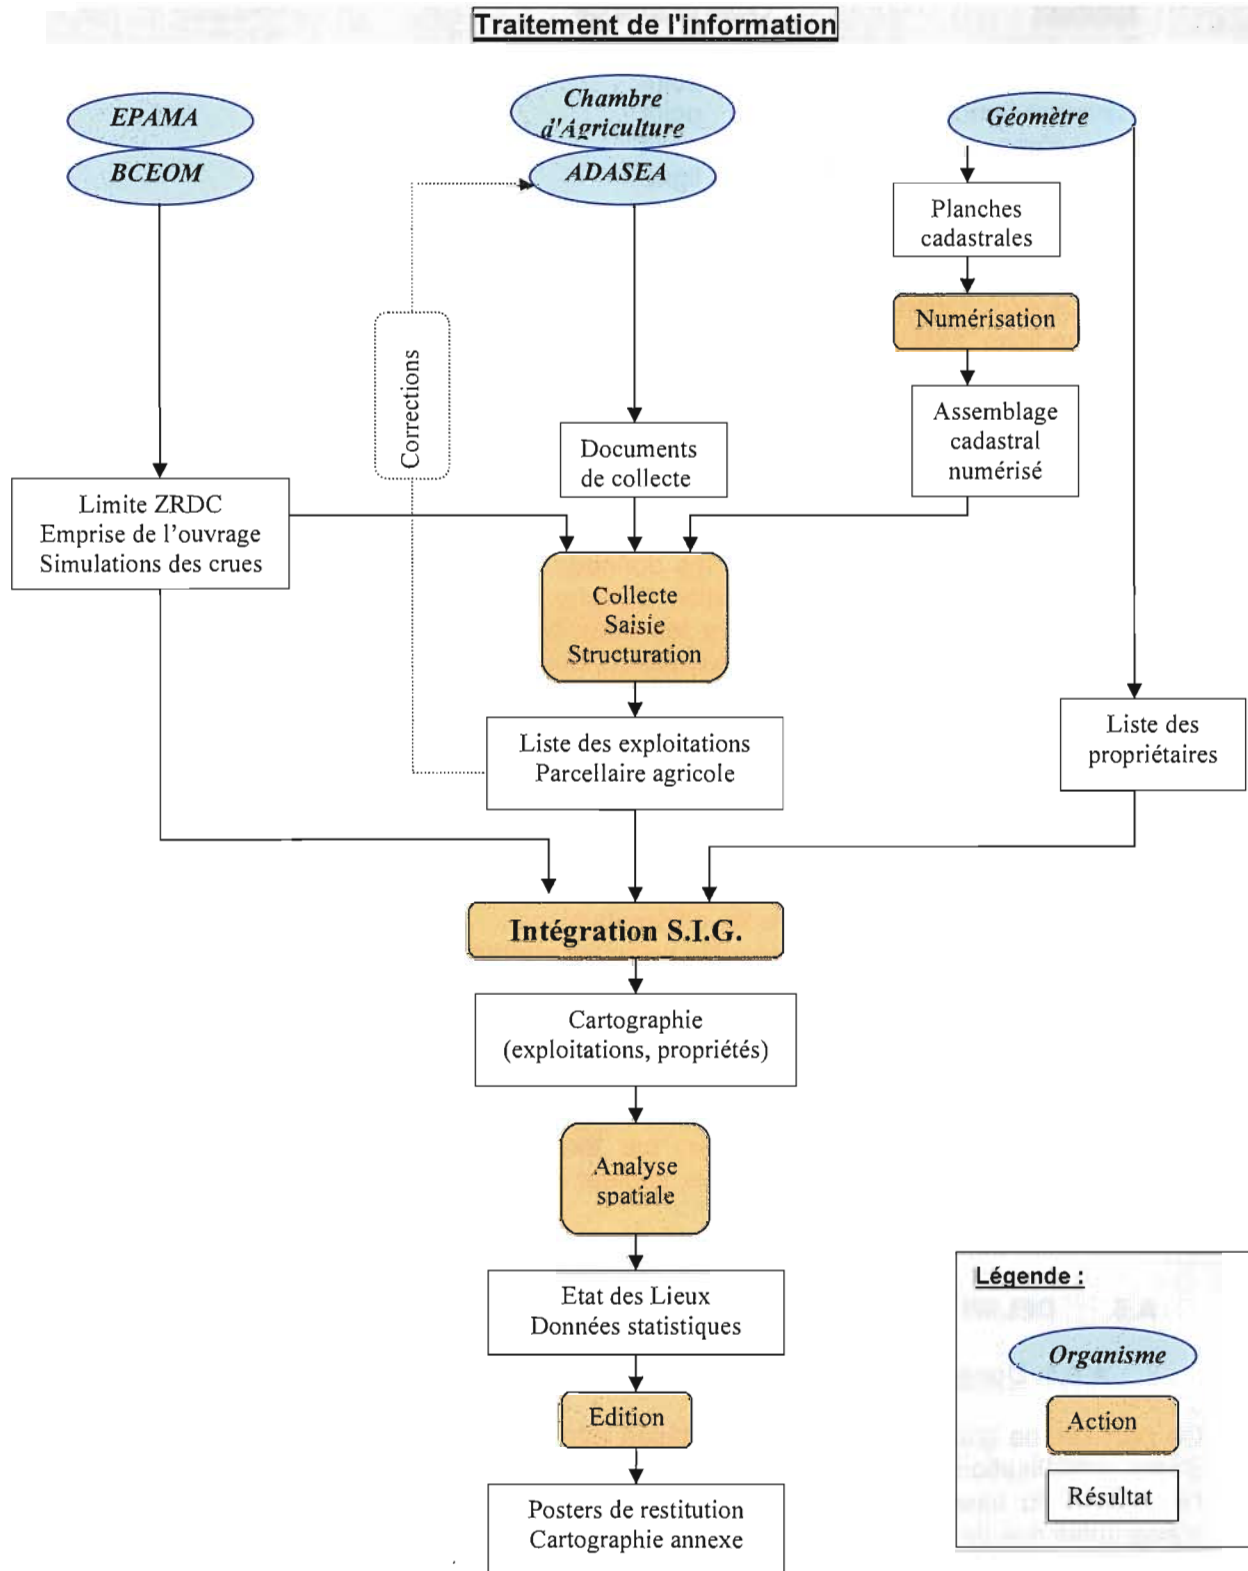 Traitement de l'information
EPAMA
BCEOM
Chambre
d'Agriculture
ADASEA
Géomètre
Planches
cadastrales
Numérisation
Assemblage
cadastral
numérisé
Corrections
Documents
de collecte
Limite ZRDC
Emprise de l'ouvrage
Simulations des crues
Collecte
Saisie
Structuration
Liste des exploitations
Parcellaire agricole
Liste des
propriétaires
Intégration S.I.G.
Cartographie
(exploitations, propriétés)
Analyse
spatiale
Etat des Lieux
Données statistiques
Edition
Posters de restitution
Cartographie annexe
Légende :
Organisme
Action
Résultat